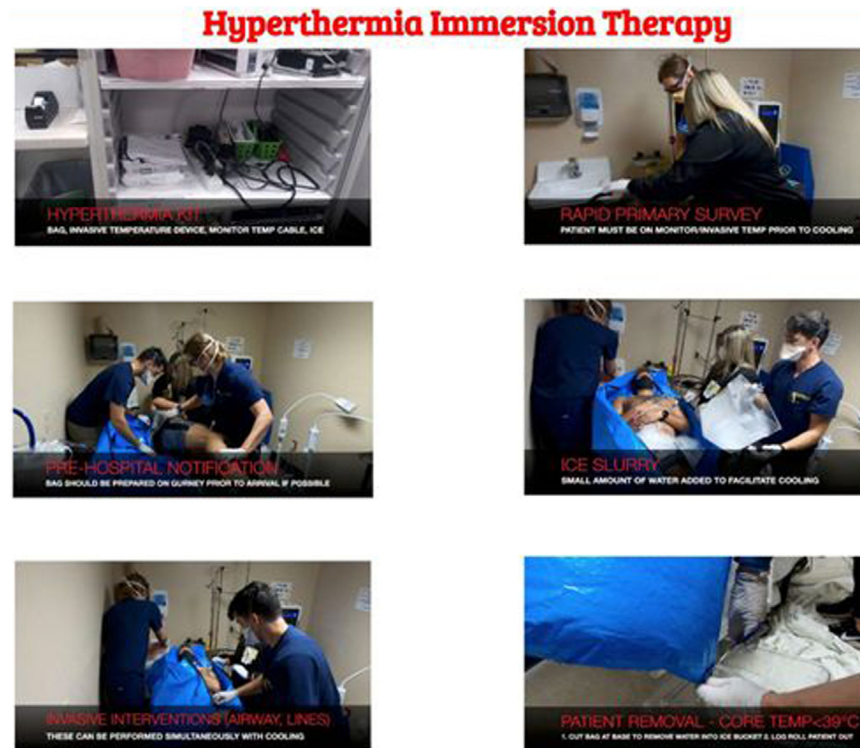 Hyperthermia Immersion Therapy
HYPERTHERMIA KIT
BAG, INVASIVE TEMPERATURE DEVICE, MONITOR TEMP CABLE, ICE
RAPID PRIMARY SURVEY
PATIENT MUST BE ON MONITOR/INVASIVE TEMP PRIOR TO COOLING
PRE-HOSPITAL NOTIFICATION
BAG SHOULD BE PREPARED ON GURNEY PRIOR TO ARRIVAL IF POSSIBLE
ICE SLURRY
SMALL AMOUNT OF WATER ADDED TO FACILITATE COOLING
INVASIVE INTERVENTIONS (AIRWAY, LINES)
THESE CAN BE PERFORMED SIMULTANEOUSLY WITH COOLING
PATIENT REMOVAL - CORE TEMP<39°C
1. CUT BAG AT BASE TO REMOVE WATER INTO ICE BUCKET 2. LOG ROLL PATIENT OUT